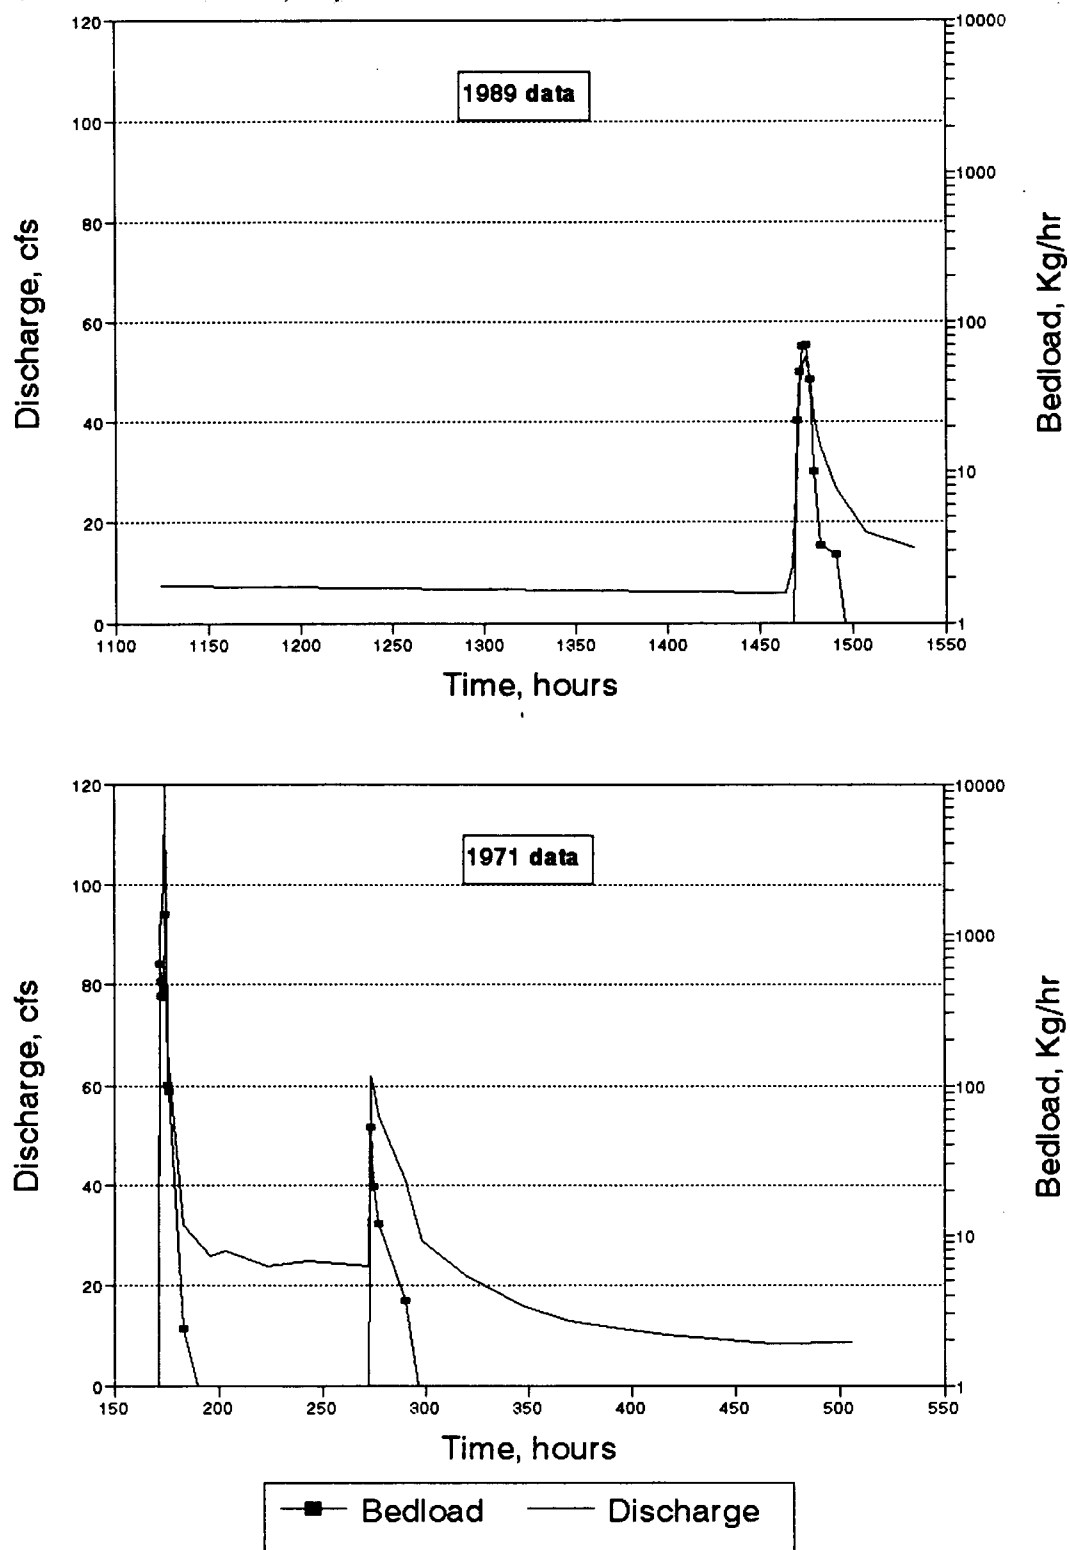 120
10000
1989 data
100
1000
80
Discharge, cfs
Bedload, Kg/hr
60
100
40
10
20
0
1
1100 1150 1200 1250 1300 1350 1400 1450 1500 1550
Time, hours
120
10000
1971 data
100
1000
80
Discharge, cfs
Bedload, Kg/hr
60
100
40
10
20
0
1
150 200 250 300 350 400 450 500 550
Time, hours
Bedload Discharge